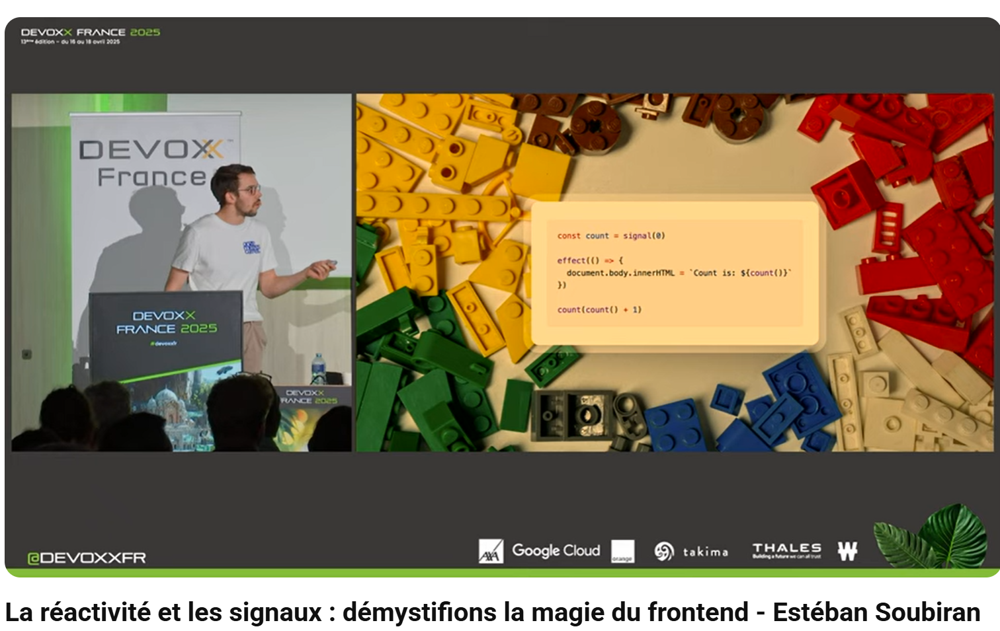 DEVOXX FRANCE 2025
13ème édition - du 16 au 18 avril 2025
DEVOXX
France
DEVOXX
FRANCE 2025
#devoxxfr
DEVOXX
FRANCE 2025
const count = signal(0)
effect(() => {
document.body.innerHTML = `Count is: ${count()}`
})
count(count() + 1)
@DEVOXXFR
AXA
Google Cloud
orange
takima
THALES
Building a future we can all trust
W
La réactivité et les signaux : démystifions la magie du frontend - Estéban Soubiran